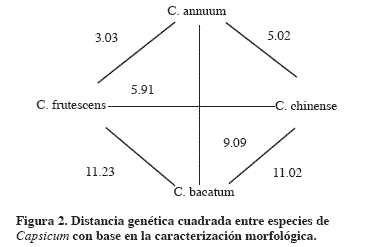 C. annuum
3.03
5.02
5.91
C. frutescens
C. chinense
9.09
11.23
11.02
C. bacatum
Figura 2. Distancia genética cuadrada entre especies de
Capsicum con base en la caracterización morfológica.